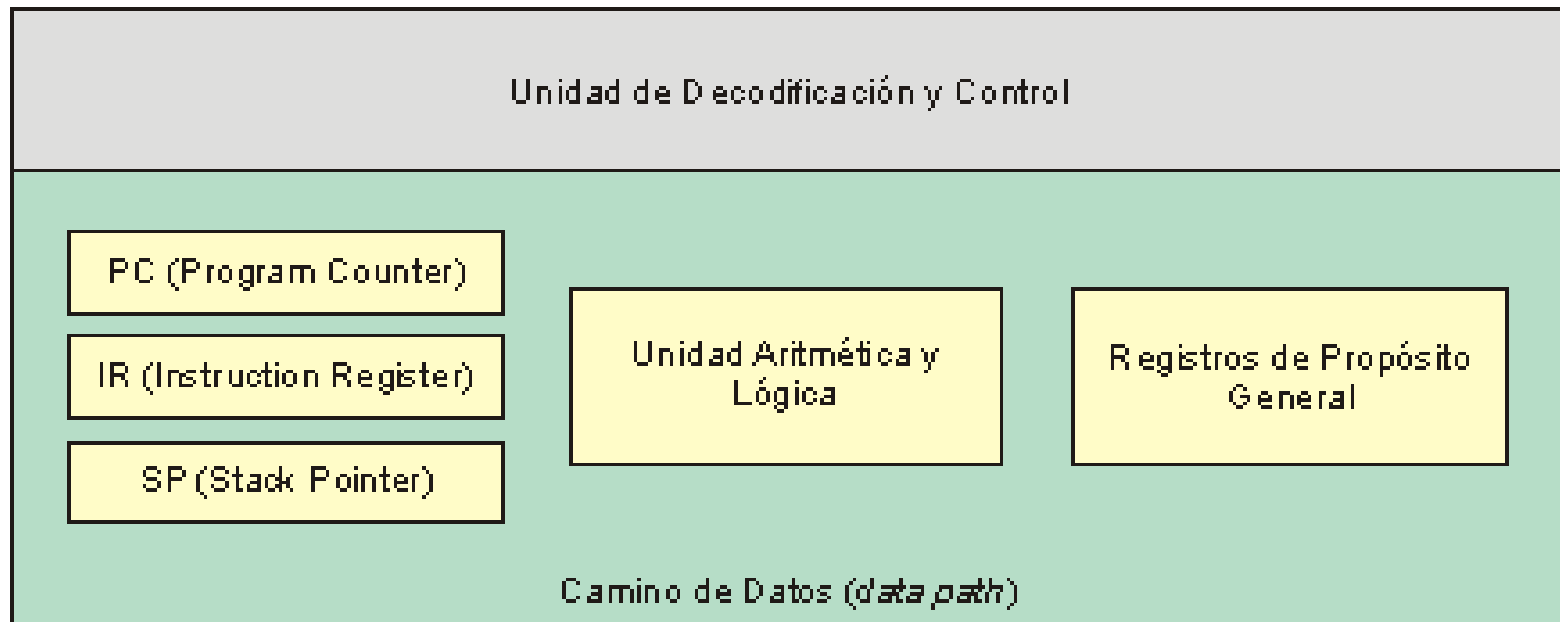 Unidad de Decodificación y Control
PC (Program Counter)
IR (Instruction Register)
SP (Stack Pointer)
Unidad Aritmética y
Lógica
Registros de Propósito
General
Camino de Datos (data path)